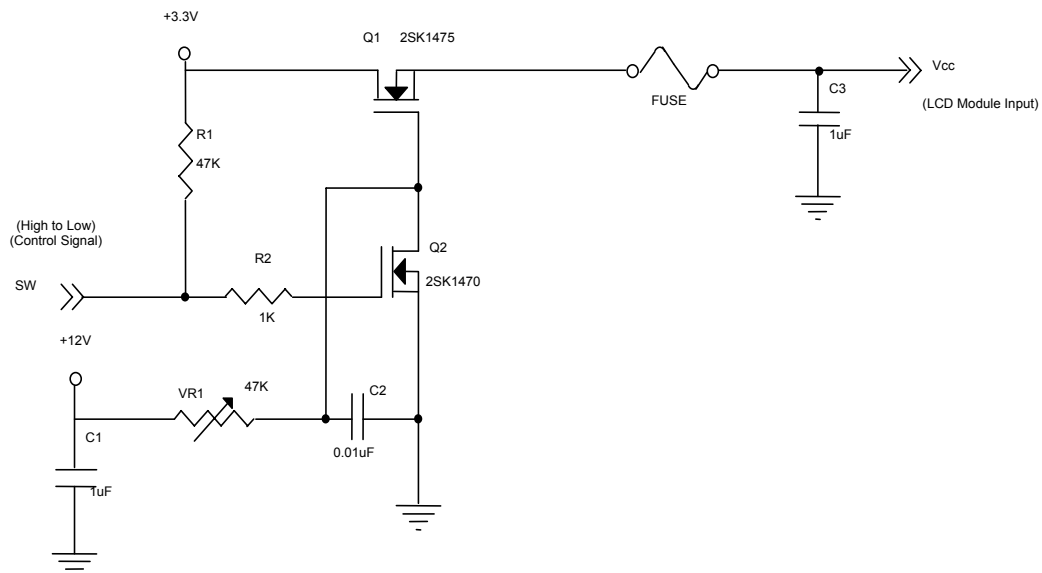 +3.3V
Q1 2SK1475
Vcc
(LCD Module Input)
FUSE
C3
1uF
R1
47K
(High to Low)
(Control Signal)
SW
R2
1K
Q2
2SK1470
+12V
VR1
47K
C2
0.01uF
C1
1uF